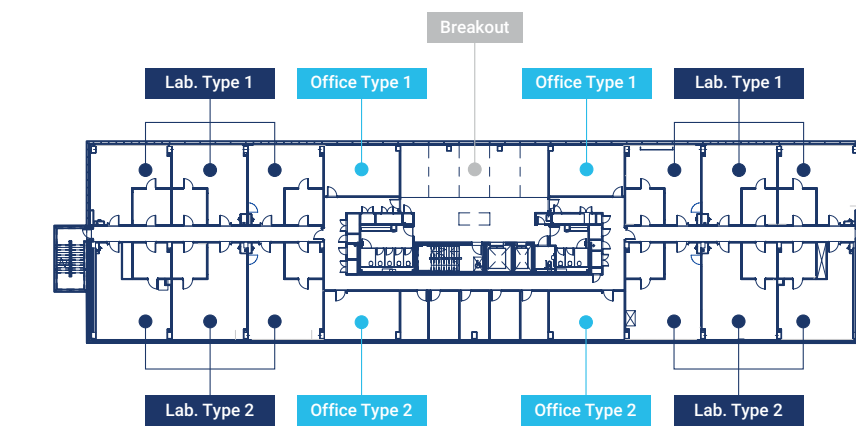 Breakout
Lab. Type 1
Office Type 1
Office Type 1
Lab. Type 1
Lab. Type 2
Office Type 2
Office Type 2
Lab. Type 2